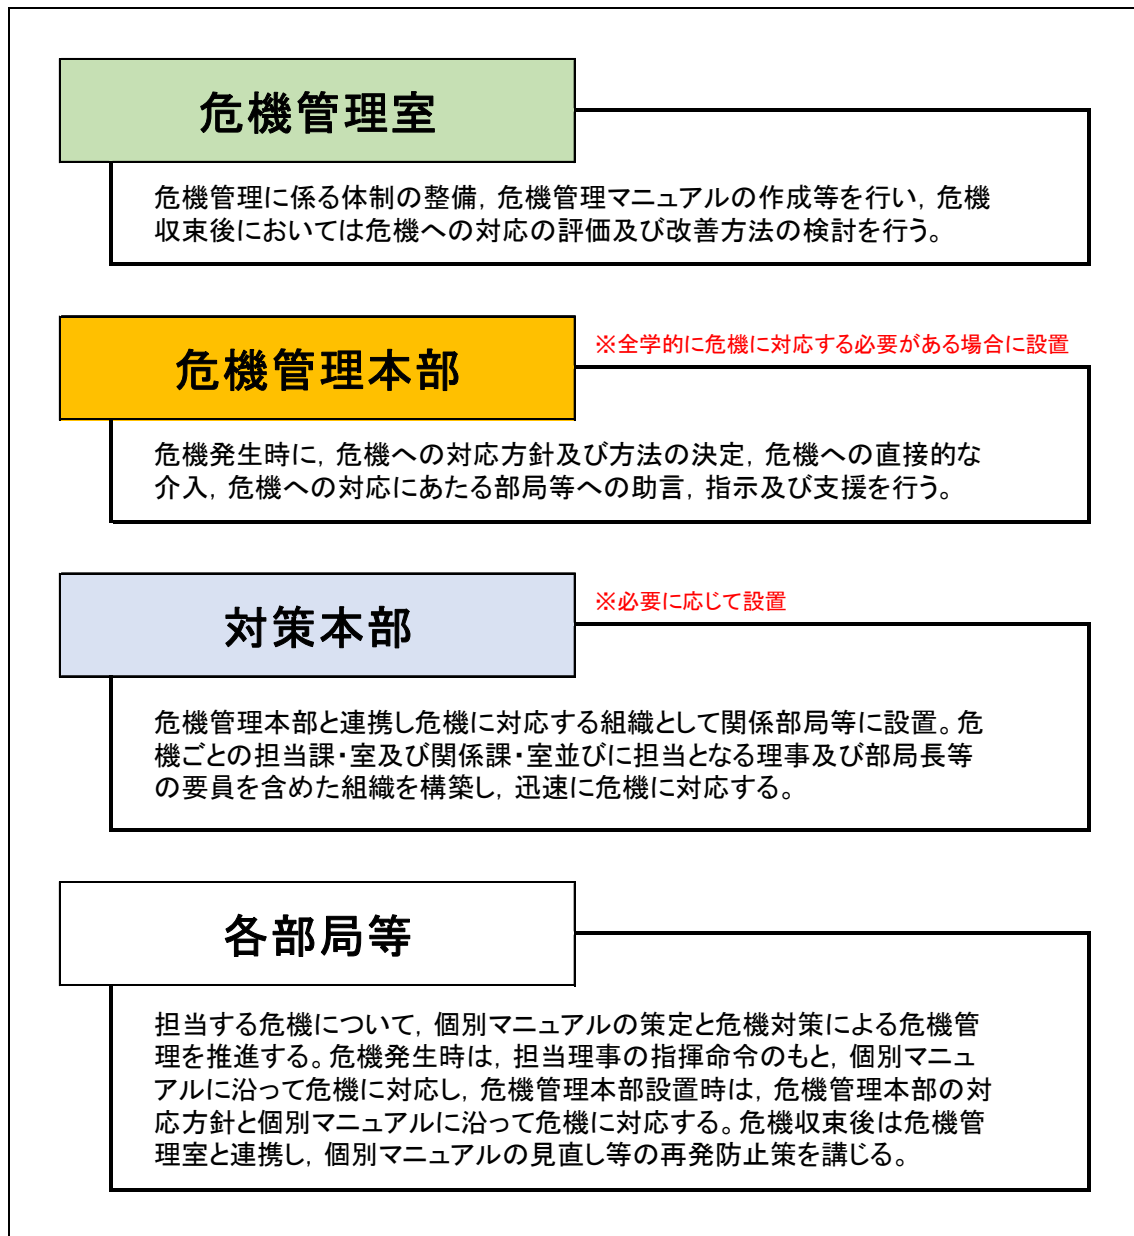 危機管理室
危機管理に係る体制の整備，危機管理マニュアルの作成等を行い，危機
収束後においては危機への対応の評価及び改善方法の検討を行う。
※全学的に危機に対応する必要がある場合に設置
危機管理本部
危機発生時に，危機への対応方針及び方法の決定，危機への直接的な
介入，危機への対応にあたる部局等への助言，指示及び支援を行う。
※必要に応じて設置
対策本部
危機管理本部と連携し危機に対応する組織として関係部局等に設置。危
機ごとの担当課・室及び関係課・室並びに担当となる理事及び部局長等
の要員を含めた組織を構築し，迅速に危機に対応する。
各部局等
担当する危機について，個別マニュアルの策定と危機対策による危機管
理を推進する。危機発生時は，担当理事の指揮命令のもと，個別マニュ
アルに沿って危機に対応し，危機管理本部設置時は，危機管理本部の対
応方針と個別マニュアルに沿って危機に対応する。危機収束後は危機管
理室と連携し，個別マニュアルの見直し等の再発防止策を講じる。